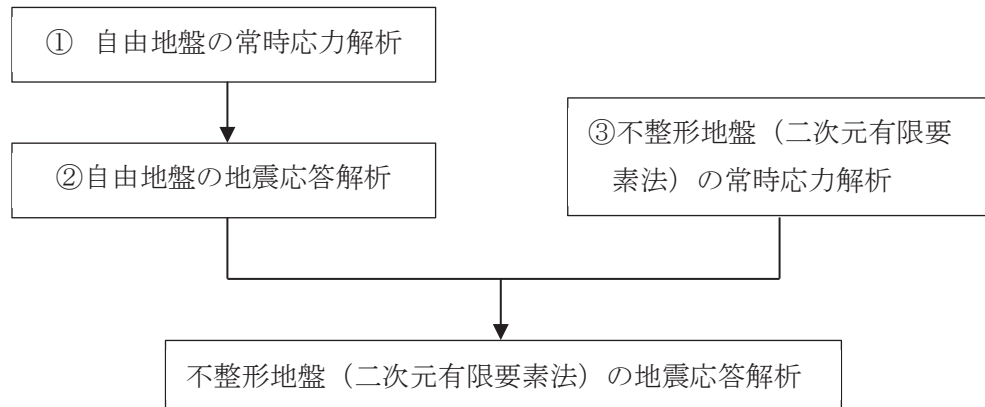 ① 自由地盤の常時応力解析
②自由地盤の地震応答解析
③不整形地盤（二次元有限要
素法）の常時応力解析
不整形地盤（二次元有限要素法）の地震応答解析